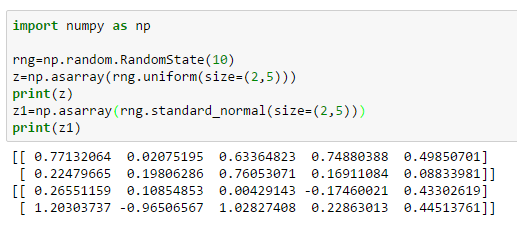 import numpy as np
rng=np.random.RandomState(10)
z=np.asarray(rng.uniform(size=(2,5)))
print(z)
z1=np.asarray(rng.standard_normal(size=(2,5)))
print(z1)
[[ 0.77132064  0.02075195  0.63364823  0.74880388  0.49850701]
 [ 0.22479665  0.19806286  0.76053071  0.16911084  0.08833981]]
[[ 0.26551159  0.10854853  0.00429143 -0.17460021  0.43302619]
 [ 1.20303737 -0.96506567  1.02827408  0.22863013  0.44513761]]